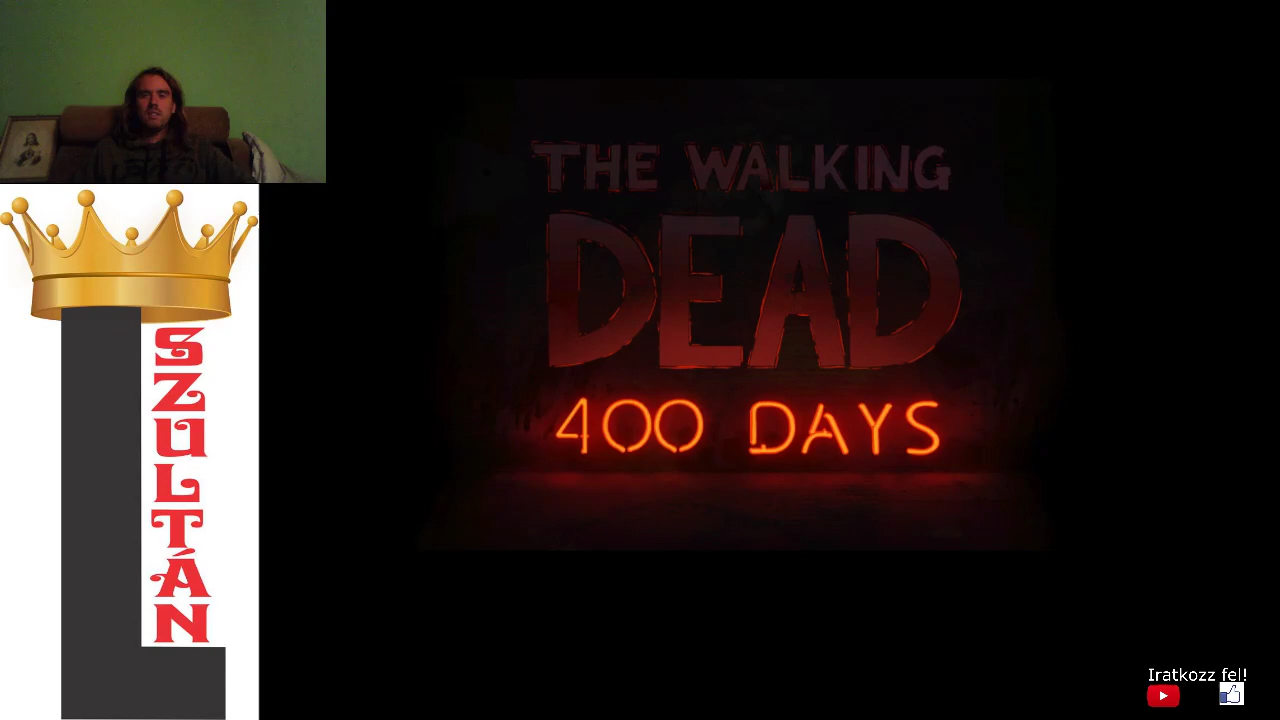 THE WALKING
DEAD
400 DAYS
L
SZULTÁN
Iratkozz fel!